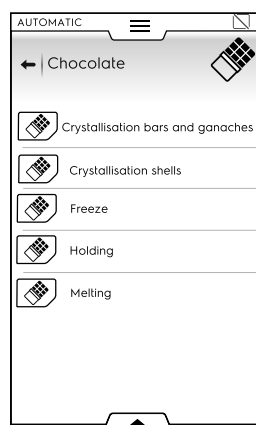 AUTOMATIC
Chocolate
Crystallisation bars and ganaches
Crystallisation shells
Freeze
Holding
Melting